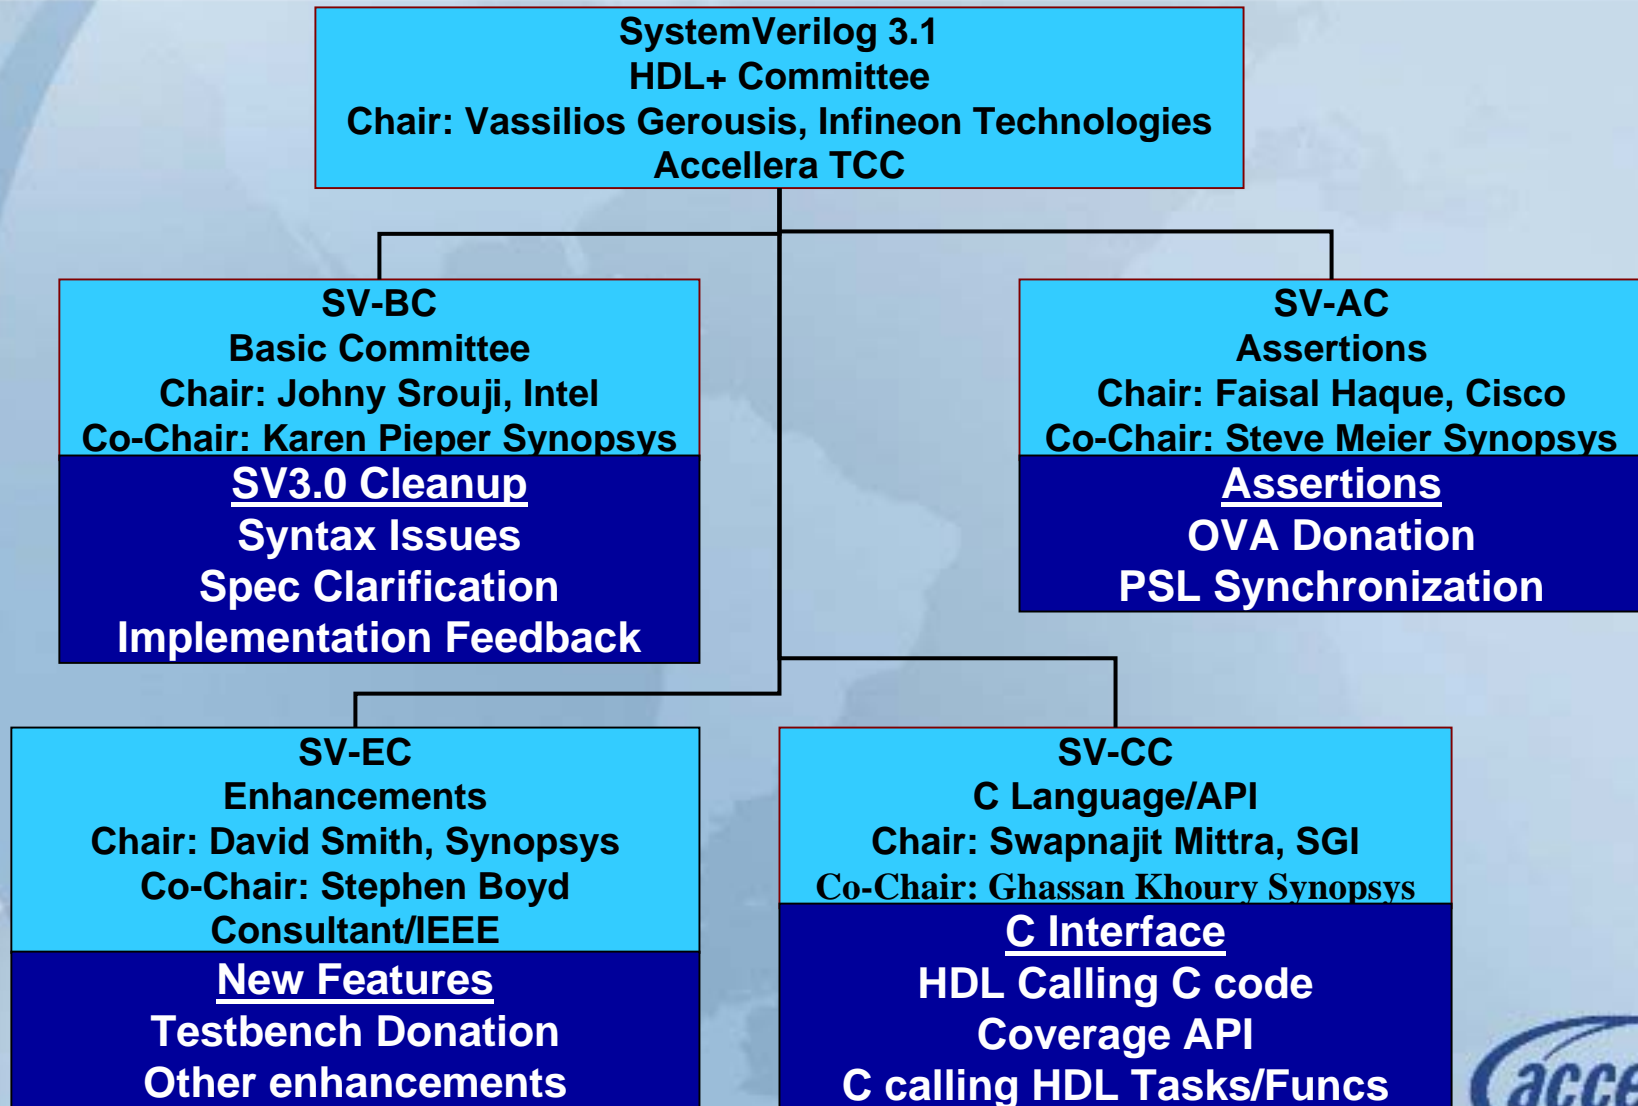 SystemVerilog 3.1
HDL+ Committee
Chair: Vassilios Gerousis, Infineon Technologies
Accellera TCC
SV-BC
Basic Committee
Chair: Johny Srouji, Intel
Co-Chair: Karen Pieper Synopsys
SV3.0 Cleanup
Syntax Issues
Spec Clarification
Implementation Feedback
SV-AC
Assertions
Chair: Faisal Haque, Cisco
Co-Chair: Steve Meier Synopsys
Assertions
OVA Donation
PSL Synchronization
SV-EC
Enhancements
Chair: David Smith, Synopsys
Co-Chair: Stephen Boyd
Consultant/IEEE
New Features
Testbench Donation
Other enhancements
SV-CC
C Language/API
Chair: Swapnajit Mittra, SGI
Co-Chair: Ghassan Khoury Synopsys
C Interface
HDL Calling C code
Coverage API
C calling HDL Tasks/Funcs